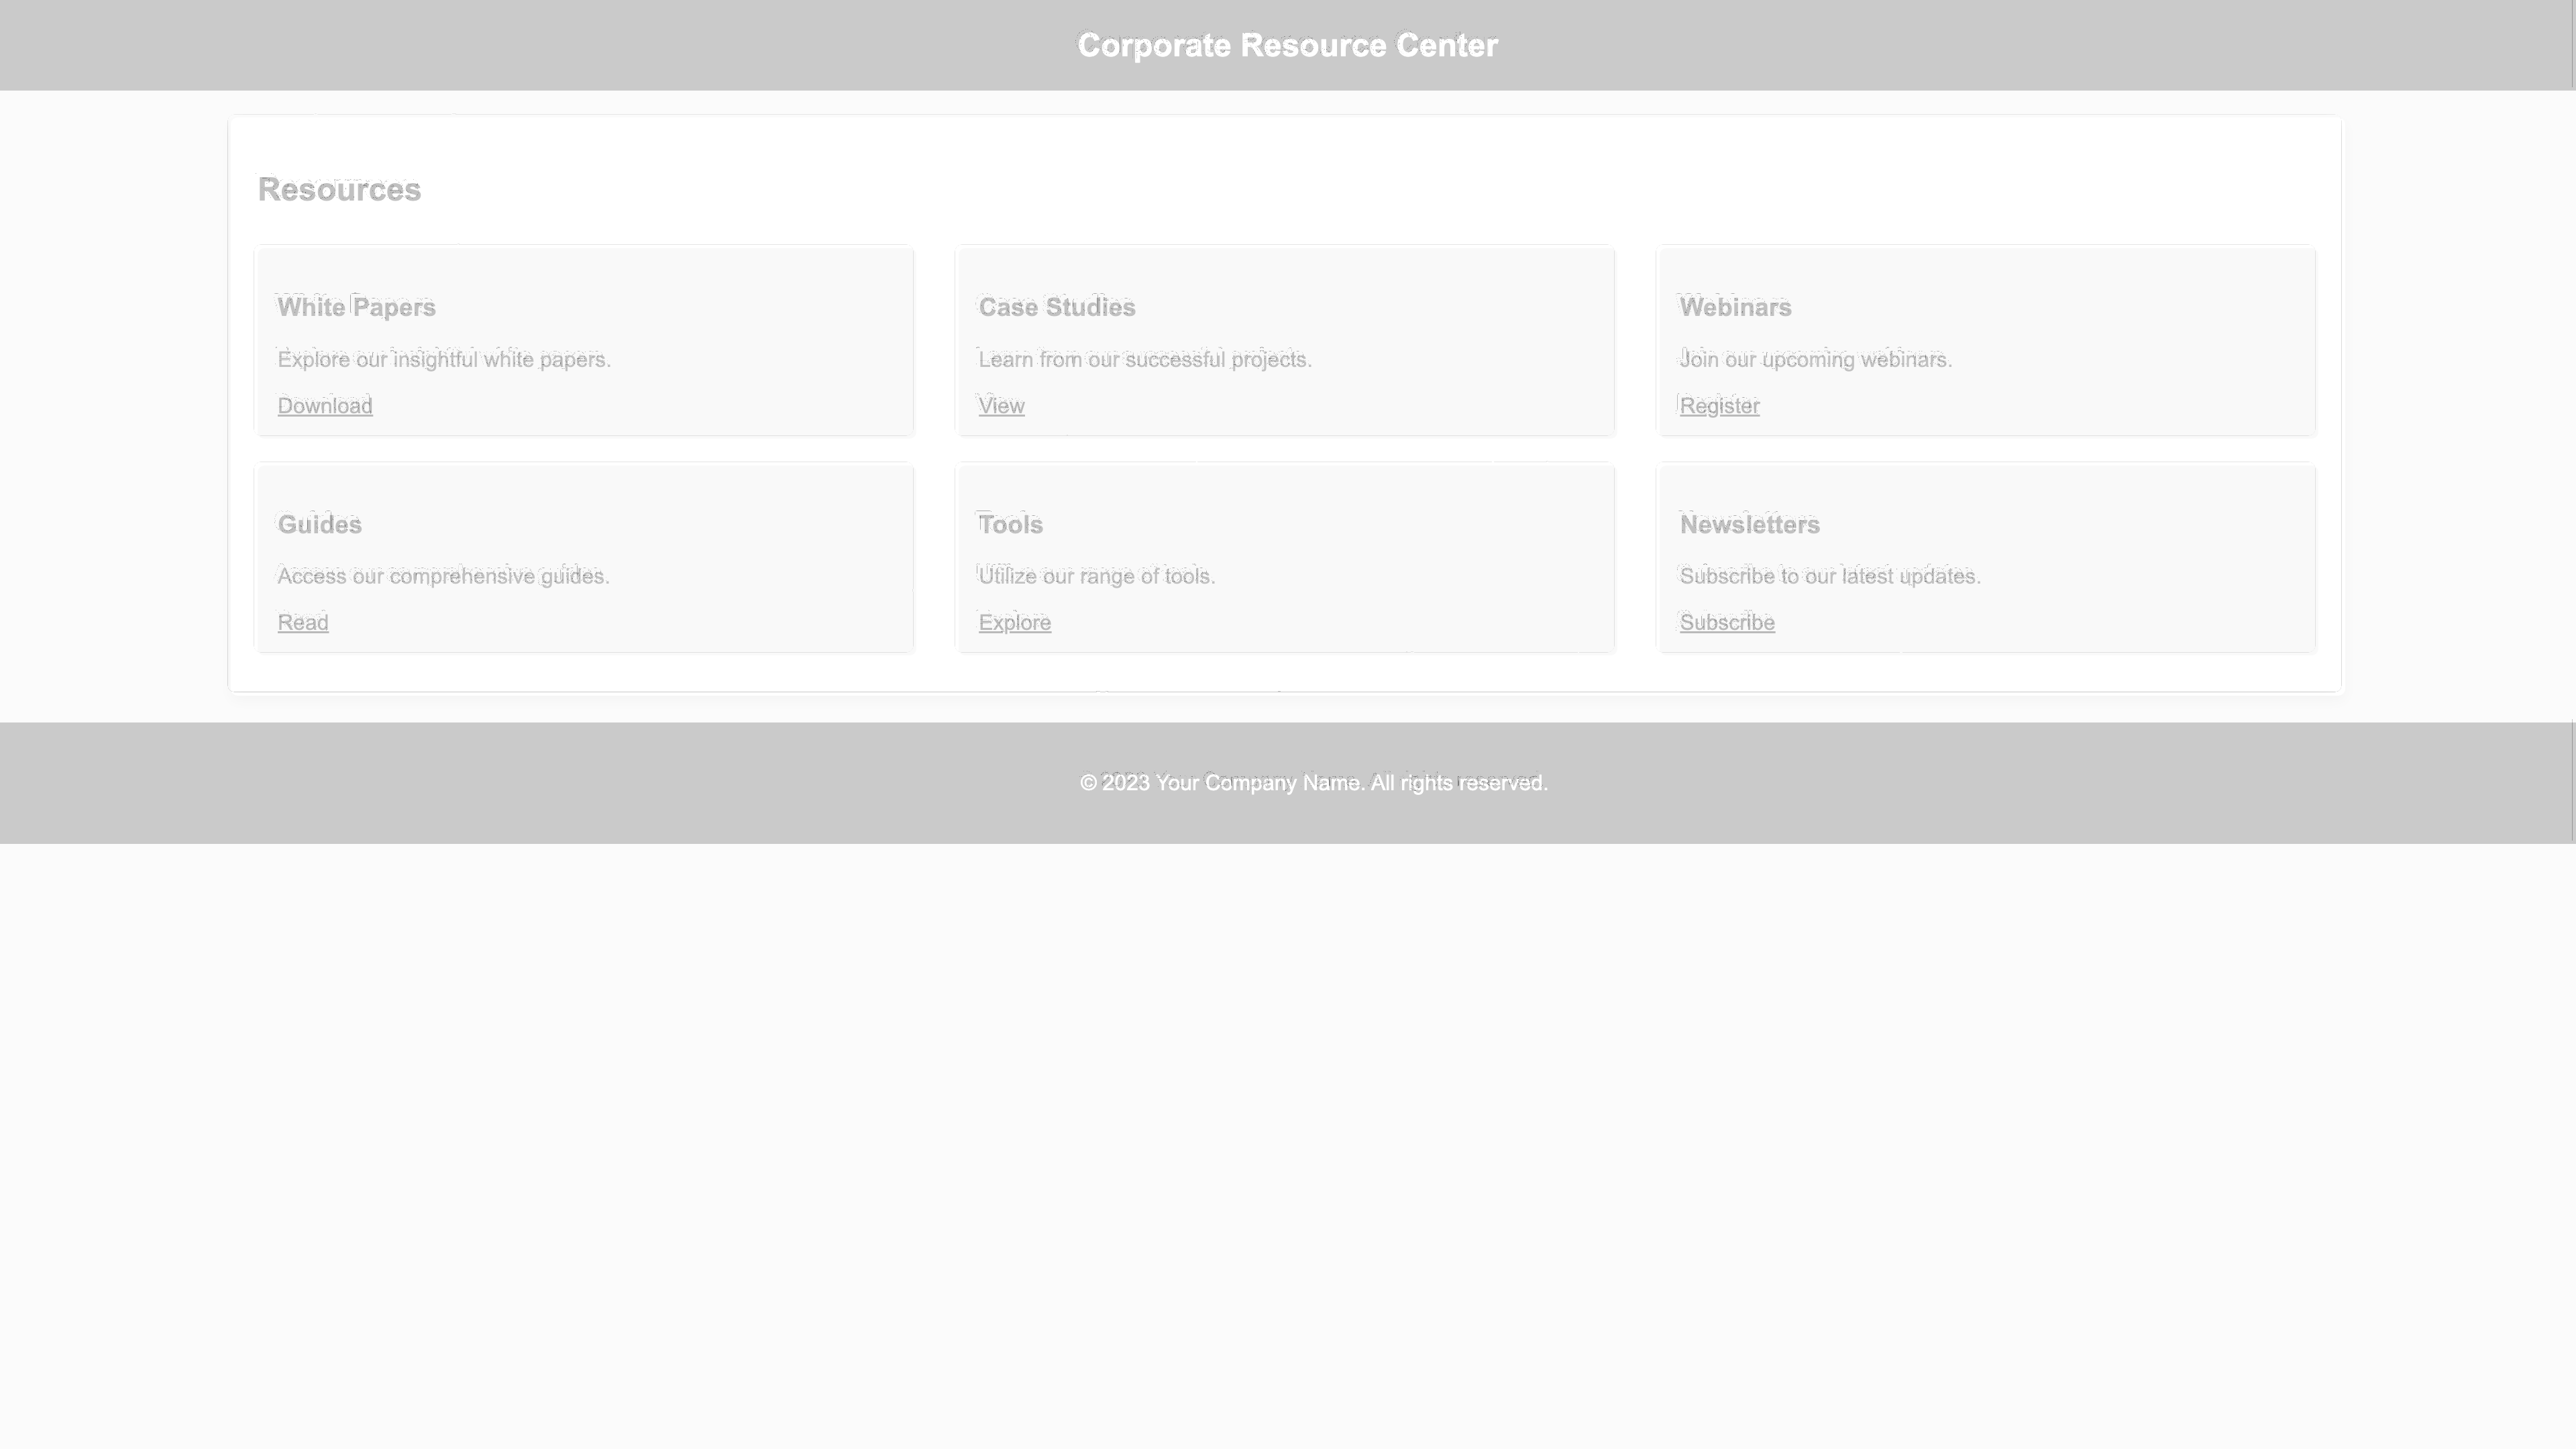 Corporate Resource Center
Resources
White Papers
Explore our insightful white papers.
Download
Case Studies
Learn from our successful projects.
View
Webinars
Join our upcoming webinars.
Register
Guides
Access our comprehensive guides.
Read
Tools
Utilize our range of tools.
Explore
Newsletters
Subscribe to our latest updates.
Subscribe
© 2023 Your Company Name. All rights reserved.